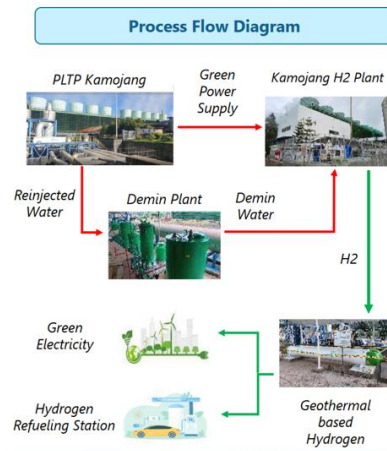 Process Flow Diagram
PLTP Kamojang
Green
Power
Supply
Kamojang H2 Plant
Reinjected
Water
Demin Plant
Demin
Water
H2
Green
Electricity
Hydrogen
Refueling Station
Geothermal
based
Hydrogen